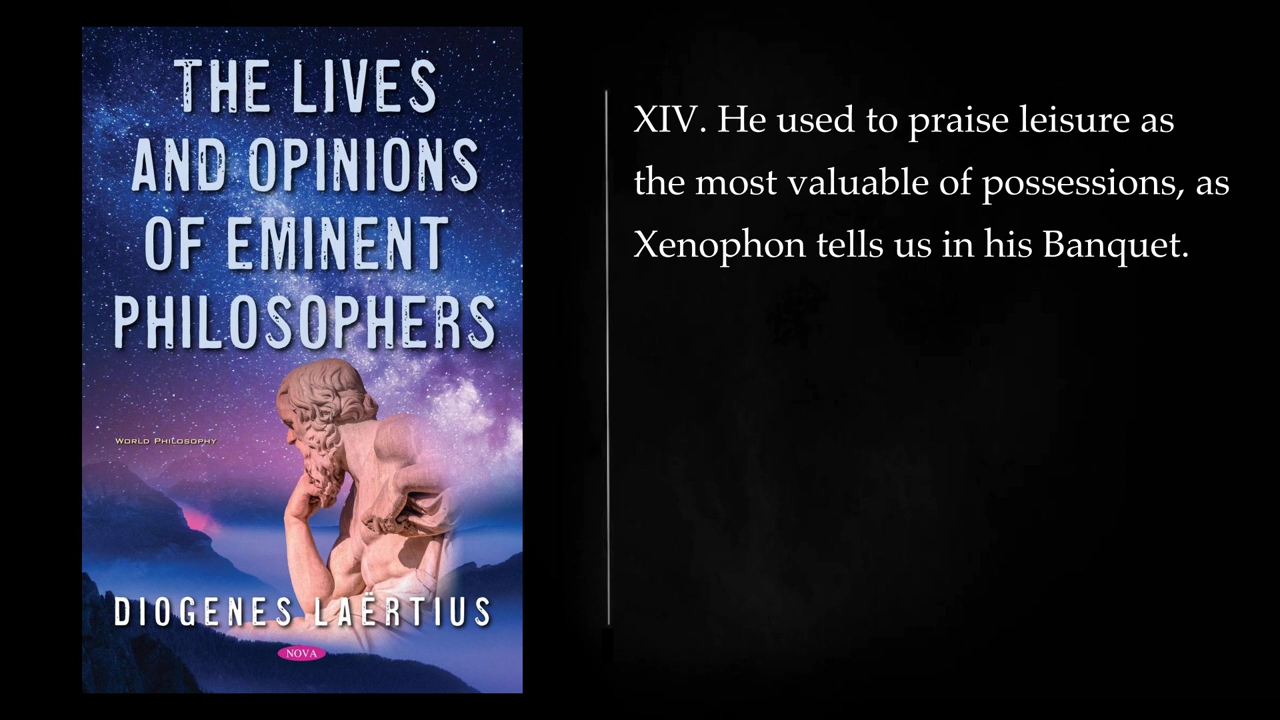 THE LIVES
AND OPINIONS
OF EMINENT
PHILOSOPHERS
WORLD PHILOSOPHY
DIOGENES LAËRTIUS
NOVA
XIV. He used to praise leisure as
the most valuable of possessions, as
Xenophon tells us in his Banquet.